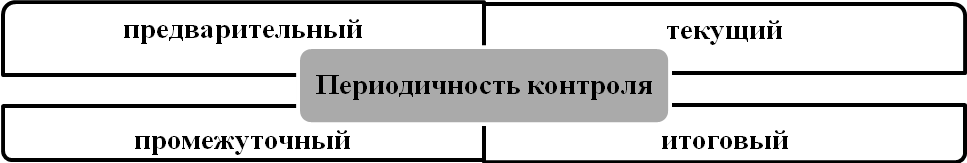 предварительный
текущий
Периодичность контроля
промежуточный
итоговый